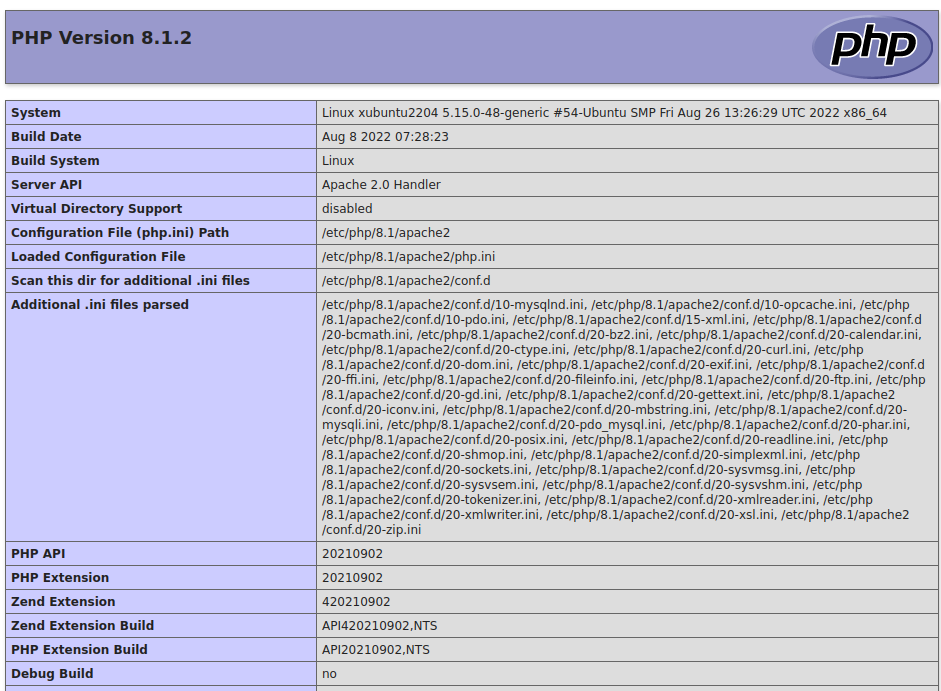 PHP Version 8.1.2
php
System Linux xubuntu2204 5.15.0-48-generic #54-Ubuntu SMP Fri Aug 26 13:26:29 UTC 2022 x86_64
Build Date Aug 8 2022 07:28:23
Build System Linux
Server API Apache 2.0 Handler
Virtual Directory Support disabled
Configuration File (php.ini) Path /etc/php/8.1/apache2
Loaded Configuration File /etc/php/8.1/apache2/php.ini
Scan this dir for additional .ini files /etc/php/8.1/apache2/conf.d
Additional .ini files parsed /etc/php/8.1/apache2/conf.d/10-mysqlnd.ini, /etc/php/8.1/apache2/conf.d/10-opcache.ini, /etc/php
/8.1/apache2/conf.d/10-pdo.ini, /etc/php/8.1/apache2/conf.d/15-xml.ini, /etc/php/8.1/apache2/conf.d
/20-bcmath.ini, /etc/php/8.1/apache2/conf.d/20-bz2.ini, /etc/php/8.1/apache2/conf.d/20-calendar.ini,
/etc/php/8.1/apache2/conf.d/20-ctype.ini, /etc/php/8.1/apache2/conf.d/20-curl.ini, /etc/php
/8.1/apache2/conf.d/20-dom.ini, /etc/php/8.1/apache2/conf.d/20-exif.ini, /etc/php/8.1/apache2/conf.d
/20-ffi.ini, /etc/php/8.1/apache2/conf.d/20-fileinfo.ini, /etc/php/8.1/apache2/conf.d/20-ftp.ini, /etc/php
/8.1/apache2/conf.d/20-gd.ini, /etc/php/8.1/apache2/conf.d/20-gettext.ini, /etc/php/8.1/apache2
/conf.d/20-iconv.ini, /etc/php/8.1/apache2/conf.d/20-mbstring.ini, /etc/php/8.1/apache2/conf.d/20-
mysqli.ini, /etc/php/8.1/apache2/conf.d/20-pdo_mysql.ini, /etc/php/8.1/apache2/conf.d/20-phar.ini,
/etc/php/8.1/apache2/conf.d/20-posix.ini, /etc/php/8.1/apache2/conf.d/20-readline.ini, /etc/php
/8.1/apache2/conf.d/20-shmop.ini, /etc/php/8.1/apache2/conf.d/20-simplexml.ini, /etc/php
/8.1/apache2/conf.d/20-sockets.ini, /etc/php/8.1/apache2/conf.d/20-sysvmsg.ini, /etc/php
/8.1/apache2/conf.d/20-sysvsem.ini, /etc/php/8.1/apache2/conf.d/20-sysvshm.ini, /etc/php
/8.1/apache2/conf.d/20-tokenizer.ini, /etc/php/8.1/apache2/conf.d/20-xmlreader.ini, /etc/php
/8.1/apache2/conf.d/20-xmlwriter.ini, /etc/php/8.1/apache2/conf.d/20-xsl.ini, /etc/php/8.1/apache2
/conf.d/20-zip.ini
PHP API 20210902
PHP Extension 20210902
Zend Extension 420210902
Zend Extension Build API420210902,NTS
PHP Extension Build API20210902,NTS
Debug Build no